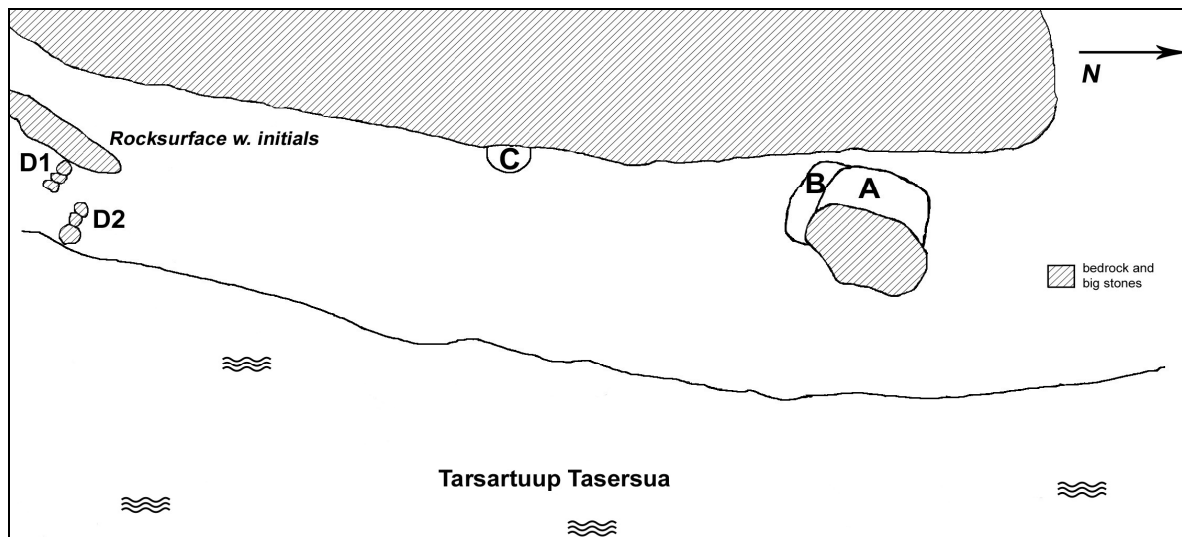 N
Rocksurface w. initials
D1
C
B
A
D2
bedrock and
big stones
Tarsartuup Tasersua